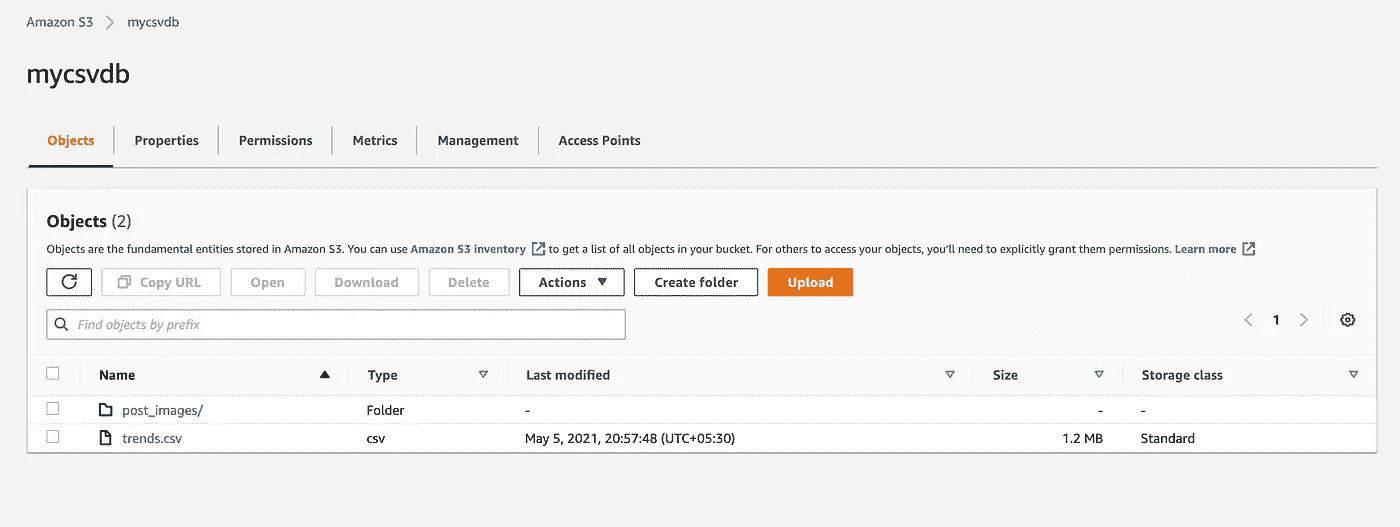 Amazon S3 > mycsvdb
mycsvdb
Objects Properties Permissions Metrics Management Access Points
Objects (2)
Objects are the fundamental entities stored in Amazon S3. You can use Amazon S3 inventory to get a list of all objects in your bucket. For others to access your objects, you'll need to explicitly grant them permissions. Learn more
Copy URL Open Download Delete Actions Create folder Upload
Find objects by prefix < 1 >
Name Type Last modified Size Storage class
post_images/ Folder - - -
trends.csv csv May 5, 2021, 20:57:48 (UTC+05:30) 1.2 MB Standard